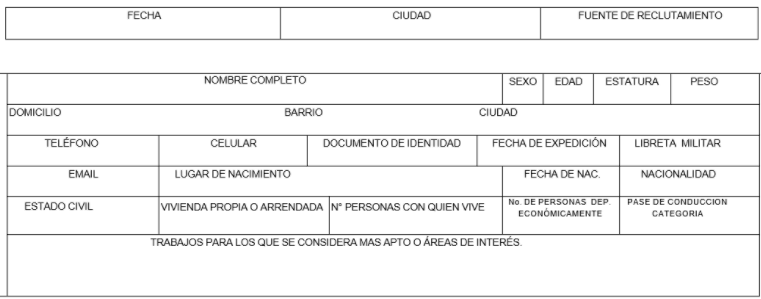 FECHA CIUDAD FUENTE DE RECLUTAMIENTO
NOMBRE COMPLETO SEXO EDAD ESTATURA PESO
DOMICILIO BARRIO CIUDAD
TELÉFONO CELULAR DOCUMENTO DE IDENTIDAD FECHA DE EXPEDICIÓN LIBRETA MILITAR
EMAIL LUGAR DE NACIMIENTO FECHA DE NAC. NACIONALIDAD
ESTADO CIVIL VIVIENDA PROPIA O ARRENDADA N° PERSONAS CON QUIEN VIVE No. DE PERSONAS DEP. PASE DE CONDUCCION
ECONÓMICAMENTE CATEGORIA
TRABAJOS PARA LOS QUE SE CONSIDERA MAS APTO O ÁREAS DE INTERÉS.